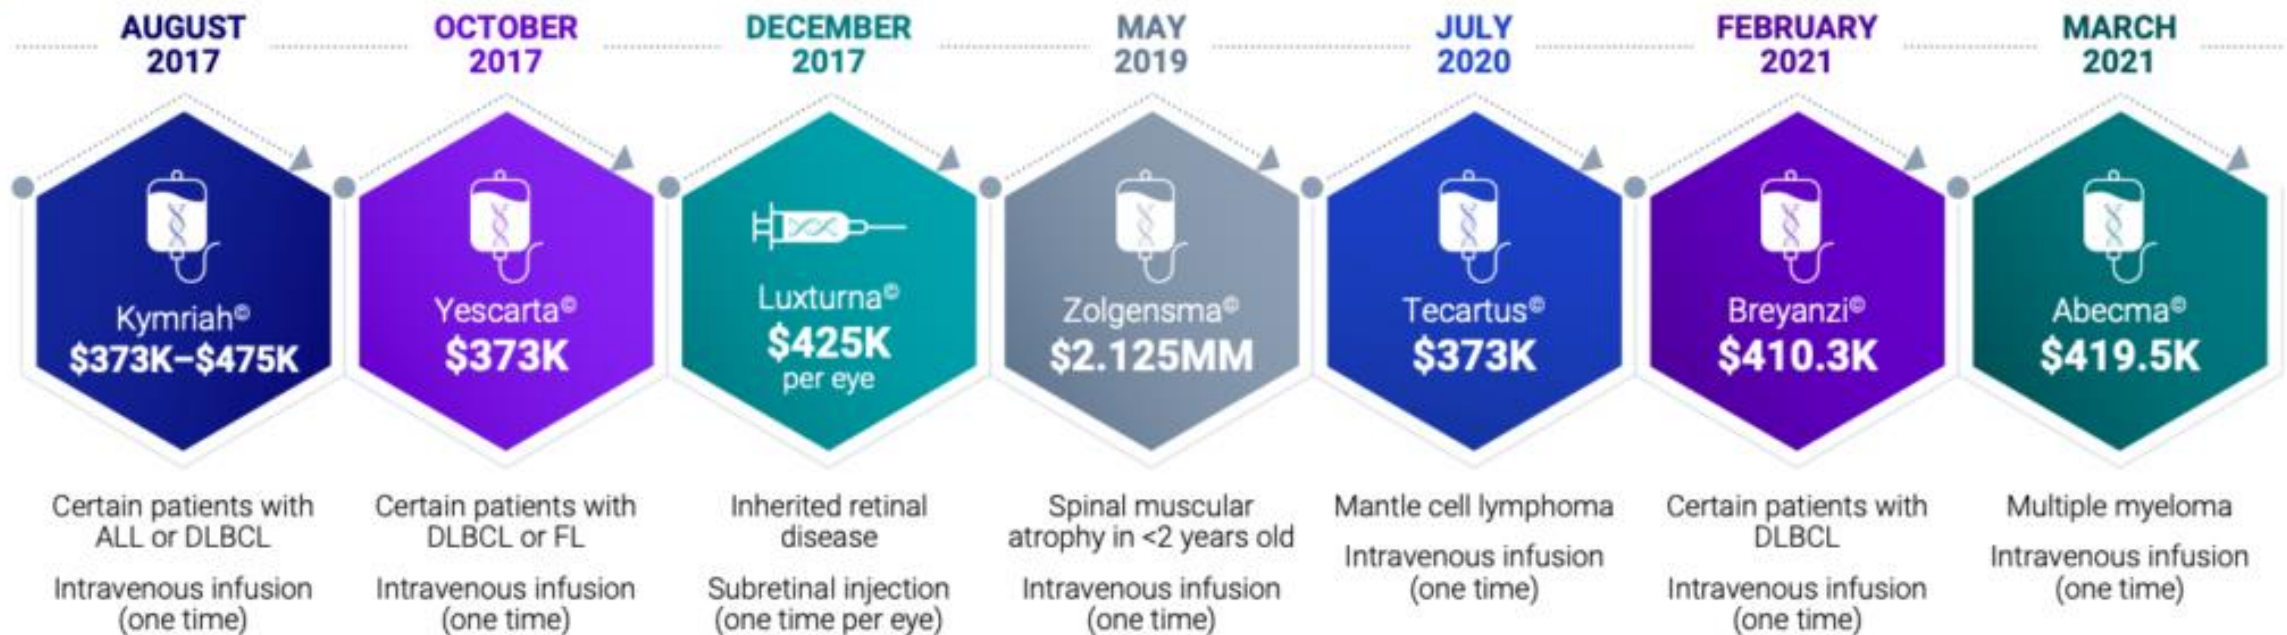 AUGUST
2017
OCTOBER
2017
DECEMBER
2017
MAY
2019
JULY
2020
FEBRUARY
2021
MARCH
2021
Kymriah©
$373K–$475K
Yescarta©
$373K
Luxturna©
$425K
per eye
Zolgensma©
$2.125MM
Tecartus©
$373K
Breyanzi©
$410.3K
Abecma©
$419.5K
Certain patients with
ALL or DLBCL
Intravenous infusion
(one time)
Certain patients with
DLBCL or FL
Intravenous infusion
(one time)
Inherited retinal
disease
Subretinal injection
(one time per eye)
Spinal muscular
atrophy in <2 years old
Intravenous infusion
(one time)
Mantle cell lymphoma
Intravenous infusion
(one time)
Certain patients with
DLBCL
Intravenous infusion
(one time)
Multiple myeloma
Intravenous infusion
(one time)